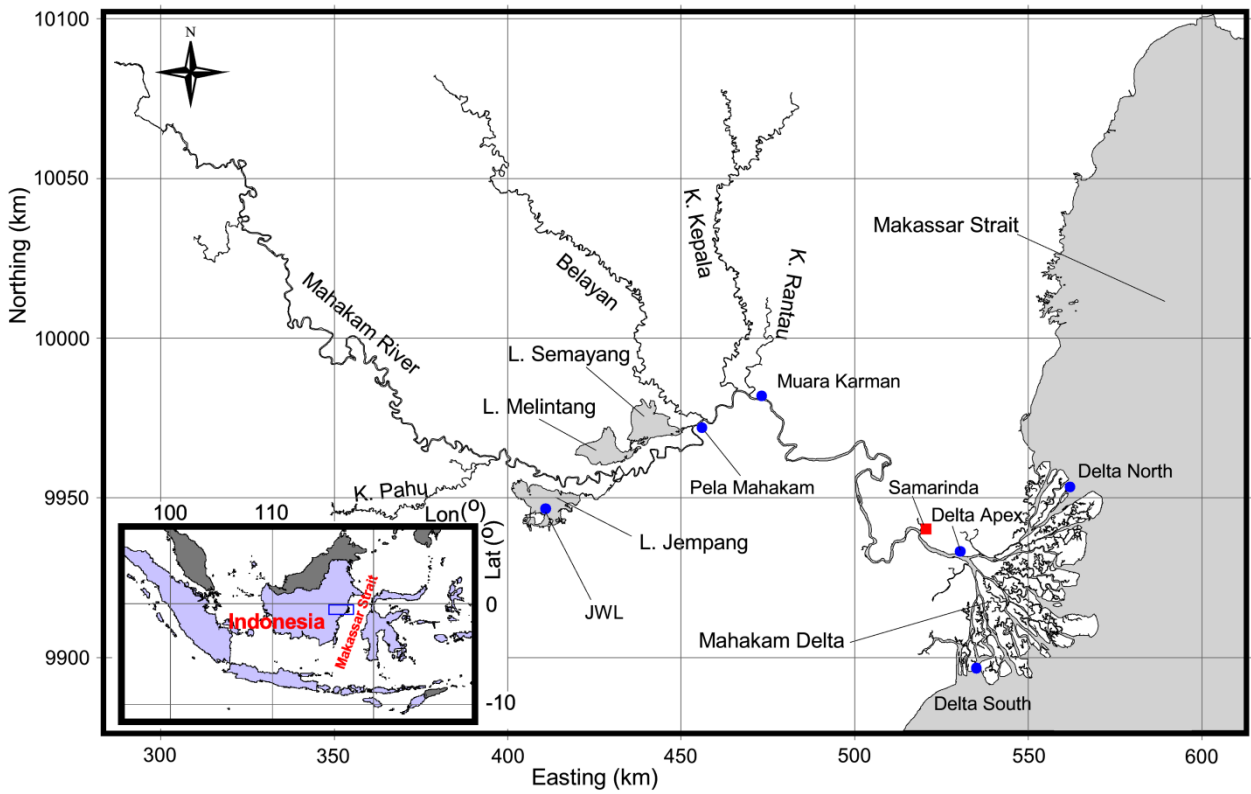 10100
N
10050
10000
9950
9900
Northing (km)
Makassar Strait
K. Kepala
K. Rantau
Belayan
Mahakam River
L. Semayang
L. Melintang
Muara Karman
Delta North
Pela Mahakam
Samarinda
Delta Apex
K. Pahu
L. Jempang
JWL
Mahakam Delta
Delta South
100
110
Lon(o)
Lat (o)
0
-10
Indonesia
Makassar Strait
300
350
400
450
500
550
600
Easting (km)